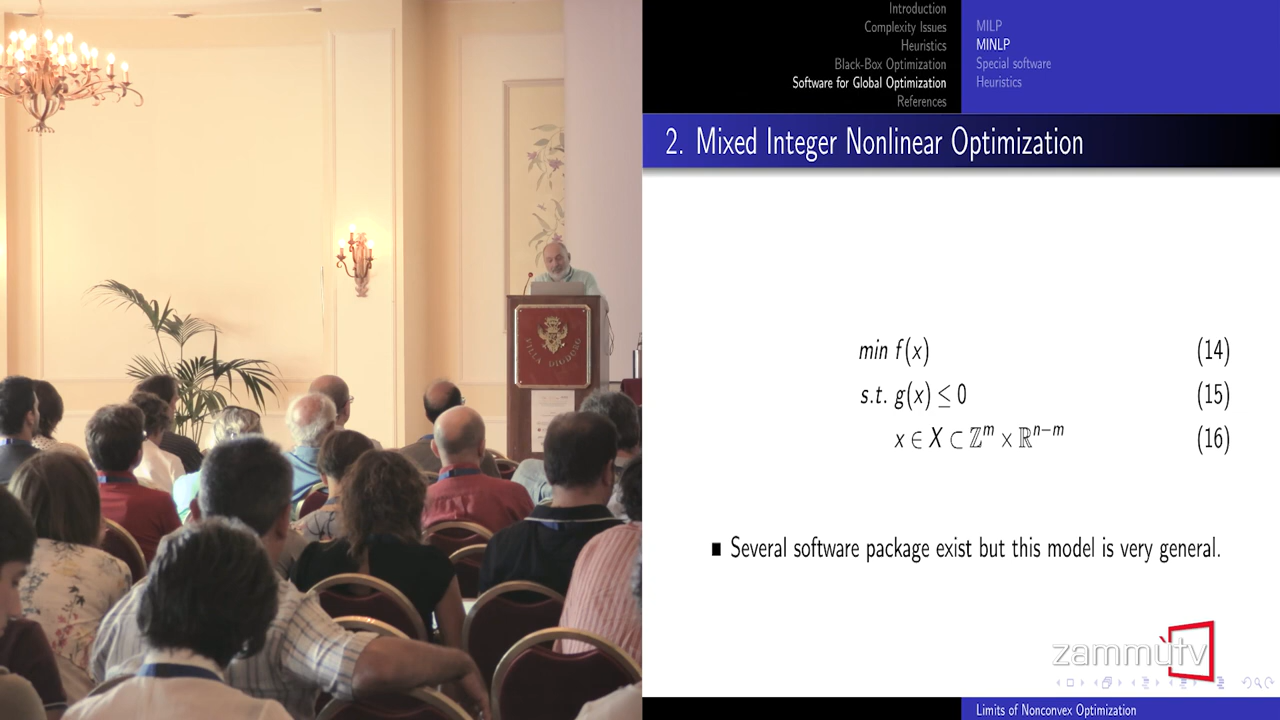 VILLA DIODORO
Introduction
Complexity Issues
Heuristics
Black-Box Optimization
Software for Global Optimization
References
MILP
MINLP
Special software
Heuristics
2. Mixed Integer Nonlinear Optimization
min f(x) (14)
s.t. g(x) ≤ 0 (15)
x ∈ X ⊂ ℤ^m × ℝ^{n−m} (16)
■ Several software package exist but this model is very general.
zammùtv
Limits of Nonconvex Optimization